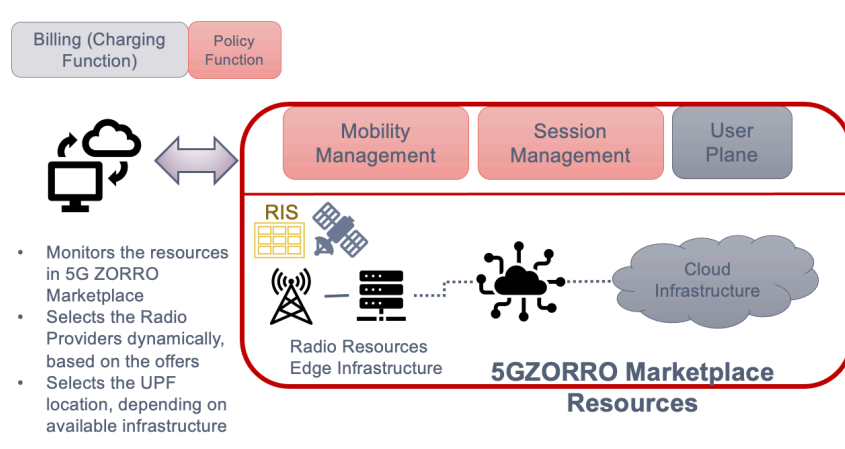 Billing (Charging
Function)
Policy
Function
Mobility
Management
Session
Management
User
Plane
RIS
• Monitors the resources
in 5G ZORRO
Marketplace
• Selects the Radio
Providers dynamically,
based on the offers
• Selects the UPF
location, depending on
available infrastructure
Radio Resources
Edge Infrastructure
Cloud
Infrastructure
5GZORRO Marketplace
Resources